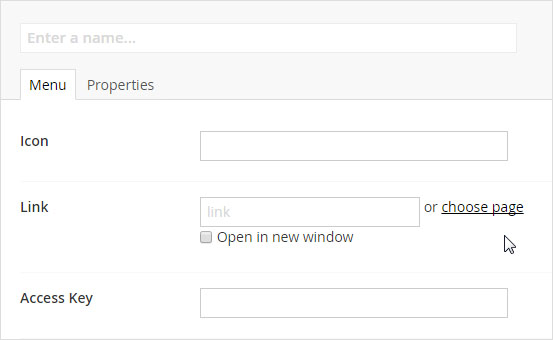 Enter a name...
Menu Properties
Icon
Link link or choose page
Open in new window
Access Key